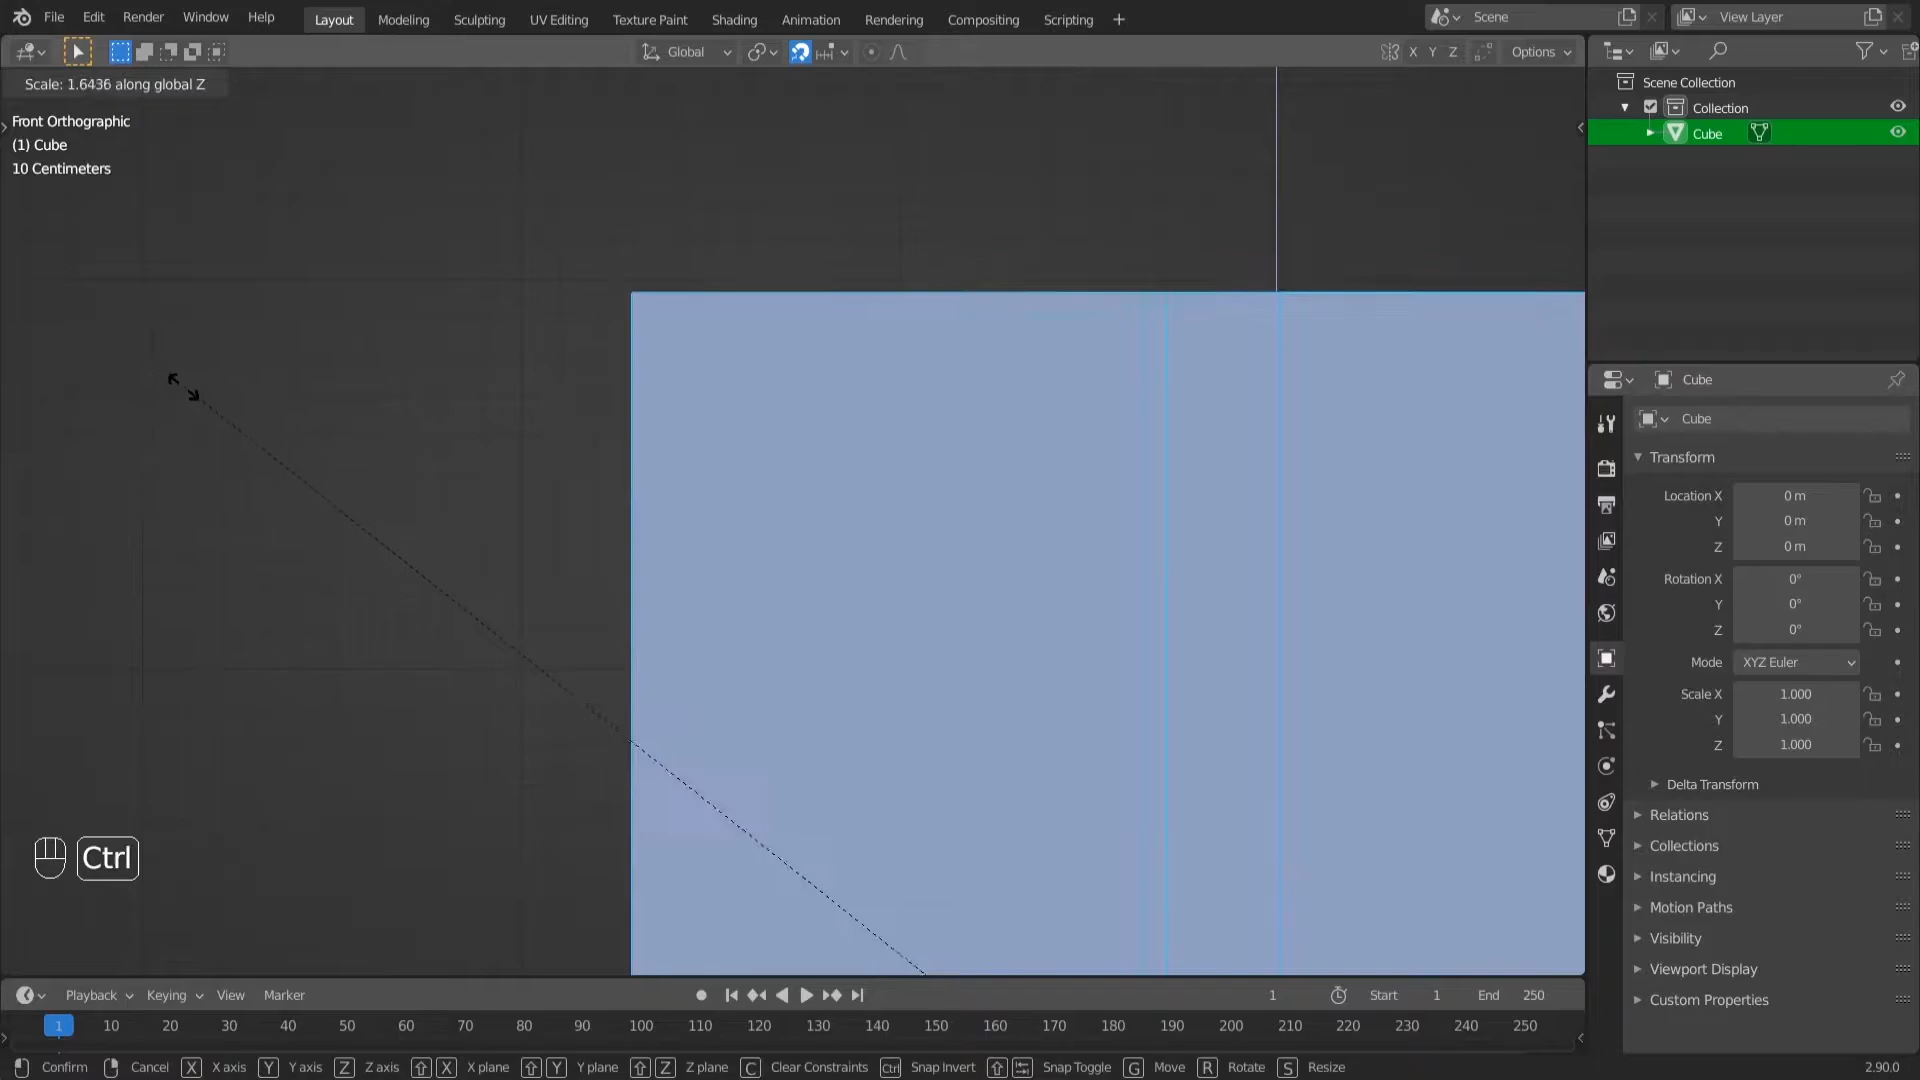 File Edit Render Window Help Layout Modeling Sculpting UV Editing Texture Paint Shading Animation Rendering Compositing Scripting + Scene View Layer
Global X Y Z Options
Scale: 1.6436 along global Z
Front Orthographic
(1) Cube
10 Centimeters
Scene Collection
Collection
Cube
Cube
Cube
Transform
Location X 0 m
Y 0 m
Z 0 m
Rotation X 0°
Y 0°
Z 0°
Mode XYZ Euler
Scale X 1.000
Y 1.000
Z 1.000
Delta Transform
Relations
Collections
Instancing
Motion Paths
Visibility
Viewport Display
Custom Properties
Ctrl
Playback Keying View Marker 1 Start 1 End 250
1 10 20 30 40 50 60 70 80 90 100 110 120 130 140 150 160 170 180 190 200 210 220 230 240 250
Confirm Cancel X X axis Y Y axis Z Z axis X X plane Y Y plane Z Z plane C Clear Constraints Ctrl Snap Invert Snap Toggle G Move R Rotate S Resize 2.90.0